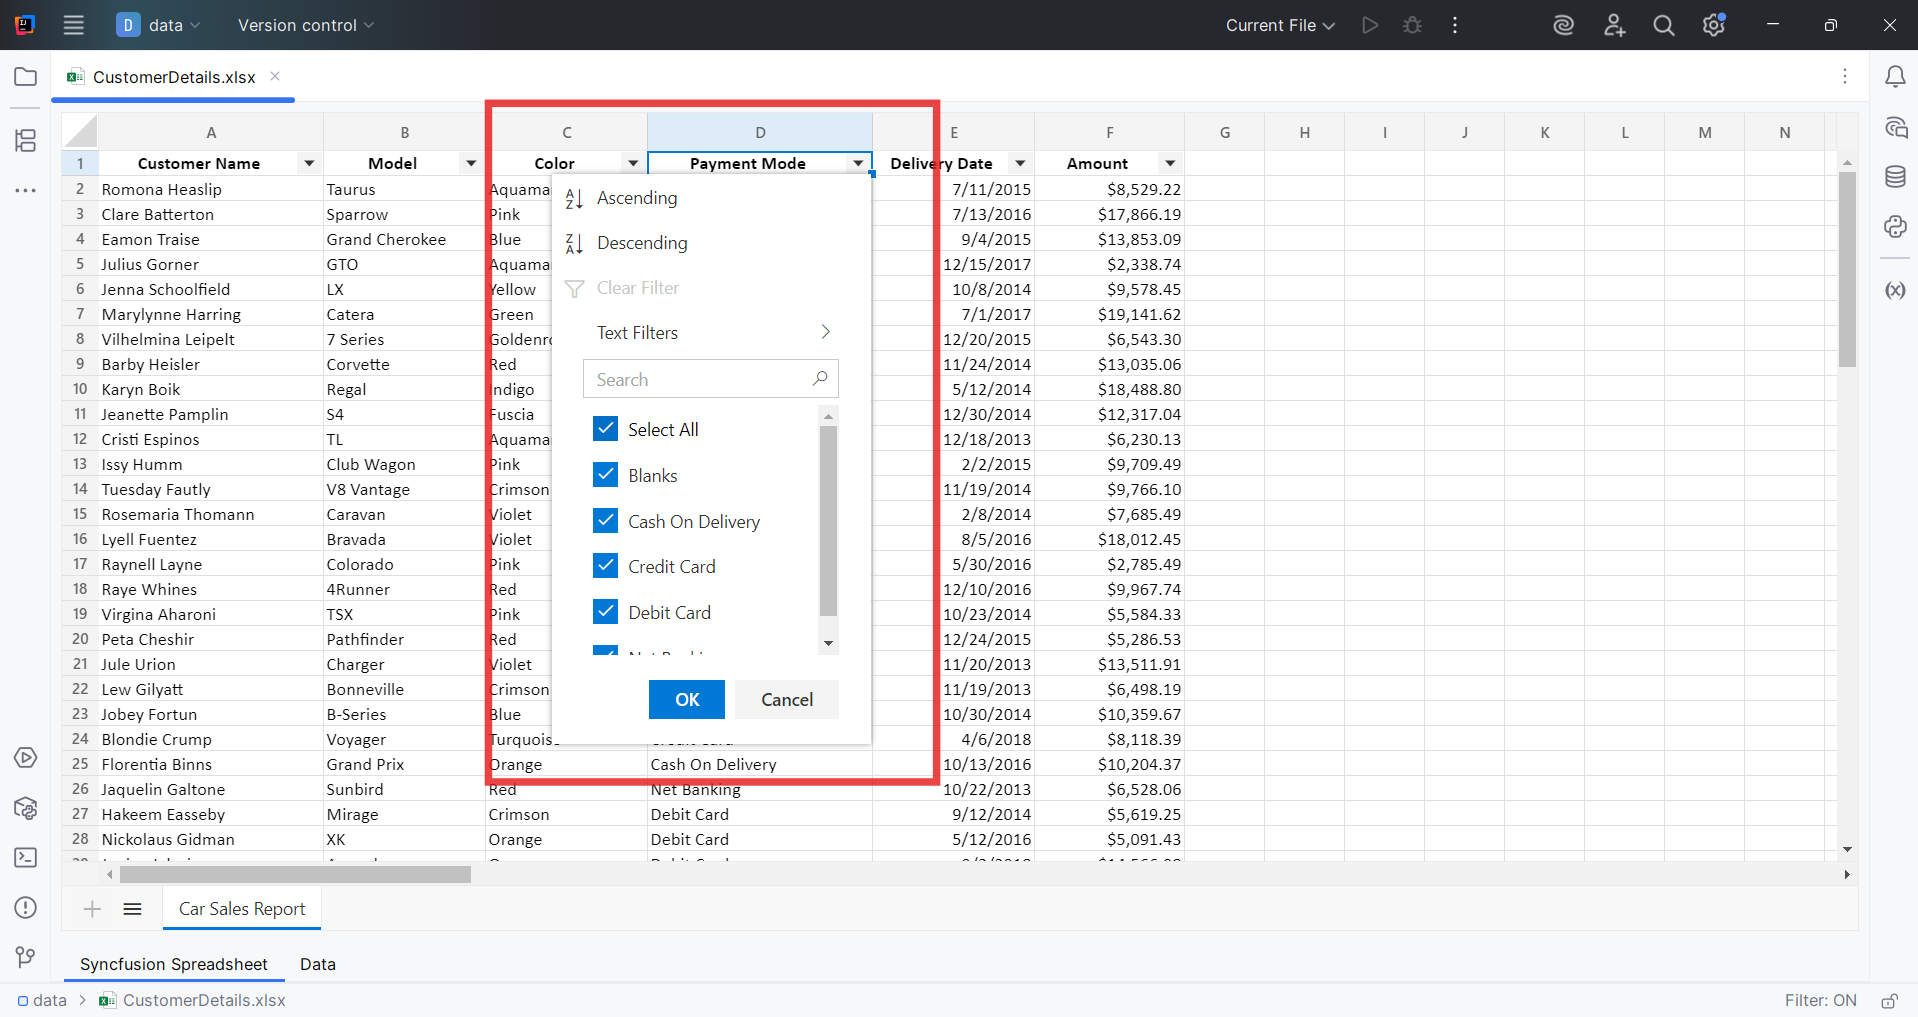 D data Version control Current File
CustomerDetails.xlsx
A B C D E F G H I J K L M N
1 Customer Name Model Color Payment Mode Delivery Date Amount
2 Romona Heaslip Taurus Aquama 7/11/2015 $8,529.22
3 Clare Batterton Sparrow Pink 7/13/2016 $17,866.19
4 Eamon Traise Grand Cherokee Blue 9/4/2015 $13,853.09
5 Julius Gorner GTO Aquama 12/15/2017 $2,338.74
6 Jenna Schoolfield LX Yellow 10/8/2014 $9,578.45
7 Marylynne Harring Catera Green 7/1/2017 $19,141.62
8 Vilhelmina Leipelt 7 Series Goldenro 12/20/2015 $6,543.30
9 Barby Heisler Corvette Red 11/24/2014 $13,035.06
10 Karyn Boik Regal Indigo 5/12/2014 $18,488.80
11 Jeanette Pamplin S4 Fuscia 12/30/2014 $12,317.04
12 Cristi Espinos TL Aquama 12/18/2013 $6,230.13
13 Issy Humm Club Wagon Pink 2/2/2015 $9,709.49
14 Tuesday Fautly V8 Vantage Crimson 11/19/2014 $9,766.10
15 Rosemaria Thomann Caravan Violet 2/8/2014 $7,685.49
16 Lyell Fuentez Bravada Violet 8/5/2016 $18,012.45
17 Raynell Layne Colorado Pink 5/30/2016 $2,785.49
18 Raye Whines 4Runner Red 12/10/2016 $9,967.74
19 Virgina Aharoni TSX Pink 10/23/2014 $5,584.33
20 Peta Cheshir Pathfinder Red 12/24/2015 $5,286.53
21 Jule Urion Charger Violet 11/20/2013 $13,511.91
22 Lew Gilyatt Bonneville Crimson 11/19/2013 $6,498.19
23 Jobey Fortun B-Series Blue 10/30/2014 $10,359.67
24 Blondie Crump Voyager Turquois 4/6/2018 $8,118.39
25 Florentia Binns Grand Prix Orange Cash On Delivery 10/13/2016 $10,204.37
26 Jaquelin Galtone Sunbird Red Net Banking 10/22/2013 $6,528.06
27 Hakeem Easseby Mirage Crimson Debit Card 9/12/2014 $5,619.25
28 Nickolaus Gidman XK Orange Debit Card 5/12/2016 $5,091.43
Ascending
Descending
Clear Filter
Text Filters
Search
Select All
Blanks
Cash On Delivery
Credit Card
Debit Card
OK Cancel
Car Sales Report
Syncfusion Spreadsheet Data
data > CustomerDetails.xlsx Filter: ON